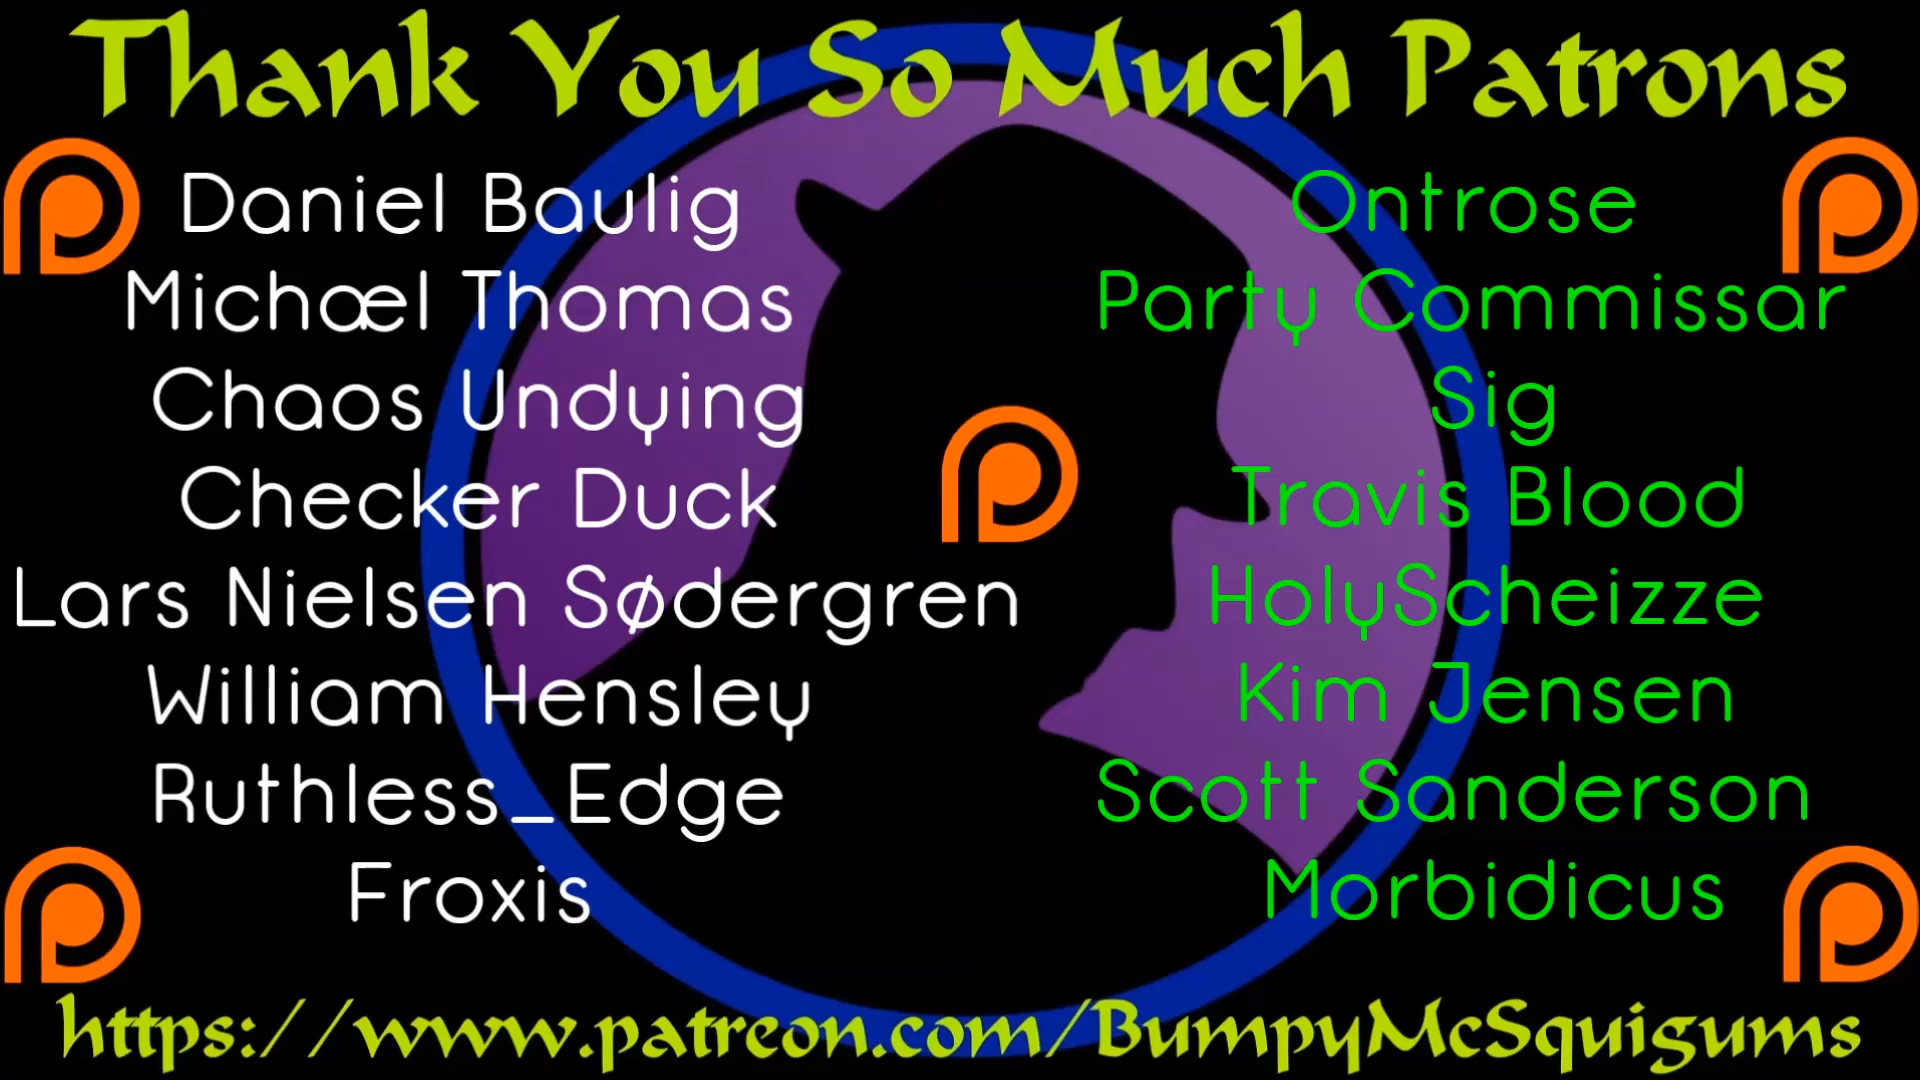 Thank You So Much Patrons
Daniel Baulig
Michæl Thomas
Chaos Undying
Checker Duck
Lars Nielsen Sødergren
William Hensley
Ruthless_Edge
Froxis
Ontrose
Party Commissar
Sig
Travis Blood
HolyScheizze
Kim Jensen
Scott Sanderson
Morbidicus
https://www.patreon.com/BumpyMcSquigums